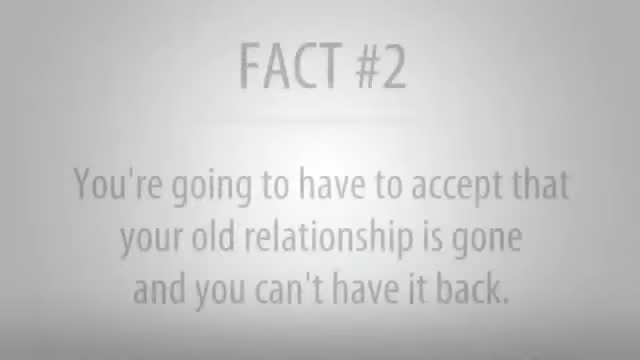 FACT #2
You're going to have to accept that
your old relationship is gone
and you can't have it back.